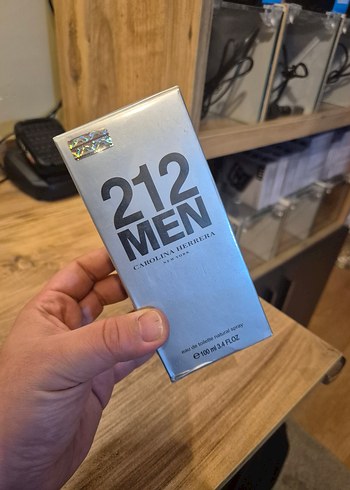 212
MEN
CAROLINA HERRERA
NEW YORK
eau de toilette natural spray
℮ 100 ml 3.4 FL.OZ.